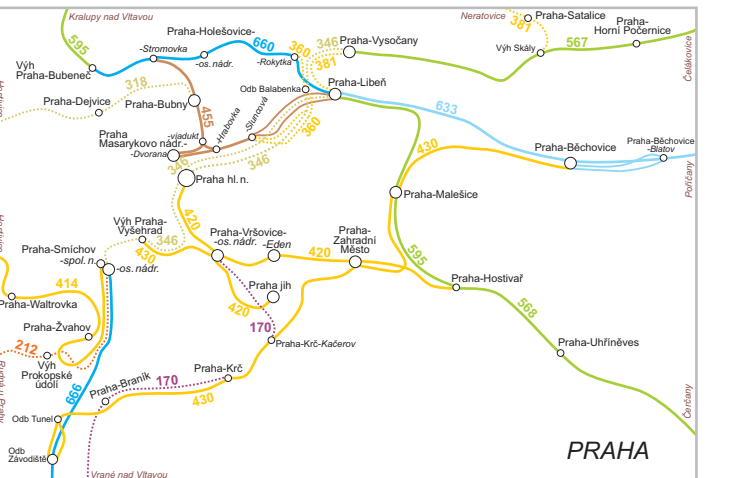 Kralupy nad Vltavou
595
Praha-Holešovice-
-Stromovka
-os. nádr.
660
360
-Rokytka
346
381
Praha-Vysočany
Neratovice
381
Praha-Satalice
Praha-
Horní Počernice
Výh Skály
567
Čelákovice
Výh
Praha-Bubeneč
318
Praha-Dejvice
Praha-Bubny
Odb Balabenka
Praha-Libeň
633
455
-Hrabovka
-Sluncová
360
Praha
Masarykovo nádr.-
-viadukt
-Dvorana
346
346
430
Praha-Běchovice
Praha-Běchovice
-Blatov
Poříčany
Praha hl. n.
Praha-Malešice
420
Výh Praha-
Vyšehrad
346
430
Praha-Vršovice-
-os. nádr.
-Eden
420
Praha-
Zahradní
Město
595
Praha-Smíchov
-spol. n.
-os. nádr.
414
Praha-Waltrovka
Praha jih
420
Praha-Hostivař
568
Praha-Žvahov
170
Praha-Krč-Kačerov
Praha-Uhříněves
212
Výh
Prokopské
údolí
Praha-Krč
Praha-Braník
170
430
666
Odb Tunel
Čerčany
Odb
Závodiště
PRAHA
Vrané nad Vltavou